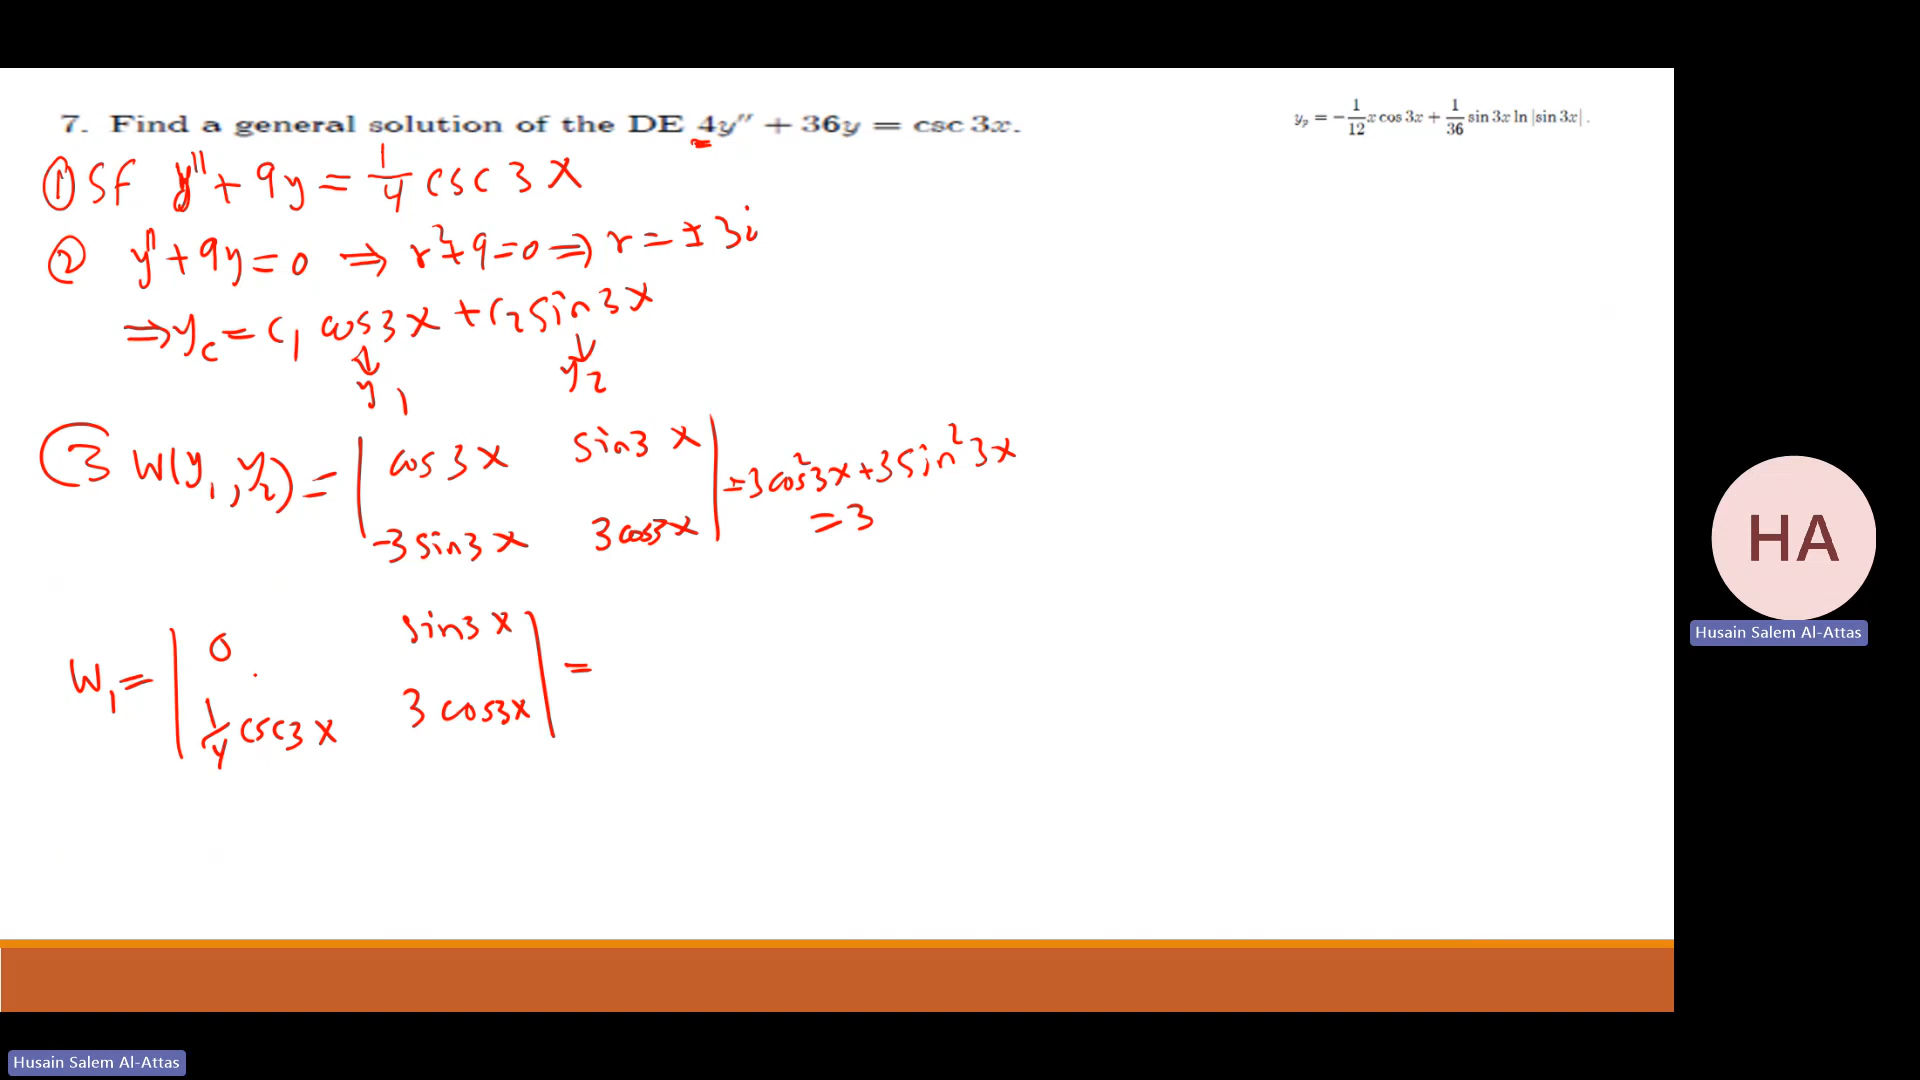 7. Find a general solution of the DE 4y″ + 36y = csc 3x.
y_p = −1/12 x cos 3x + 1/36 sin 3x ln |sin 3x| .
① SF y'' + 9y = 1/4 csc 3x
② y'' + 9y = 0 ⇒ r² + 9 = 0 ⇒ r = ± 3i
⇒ y_c = c₁ cos 3x + c₂ sin 3x
↓ ↓
y₁ y₂
③ W(y₁, y₂) = | cos 3x sin 3x | = 3 cos² 3x + 3 sin² 3x
| −3 sin 3x 3 cos 3x | = 3
W₁ = | 0 sin 3x | =
| 1/4 csc 3x 3 cos 3x |
HA
Husain Salem Al-Attas
Husain Salem Al-Attas